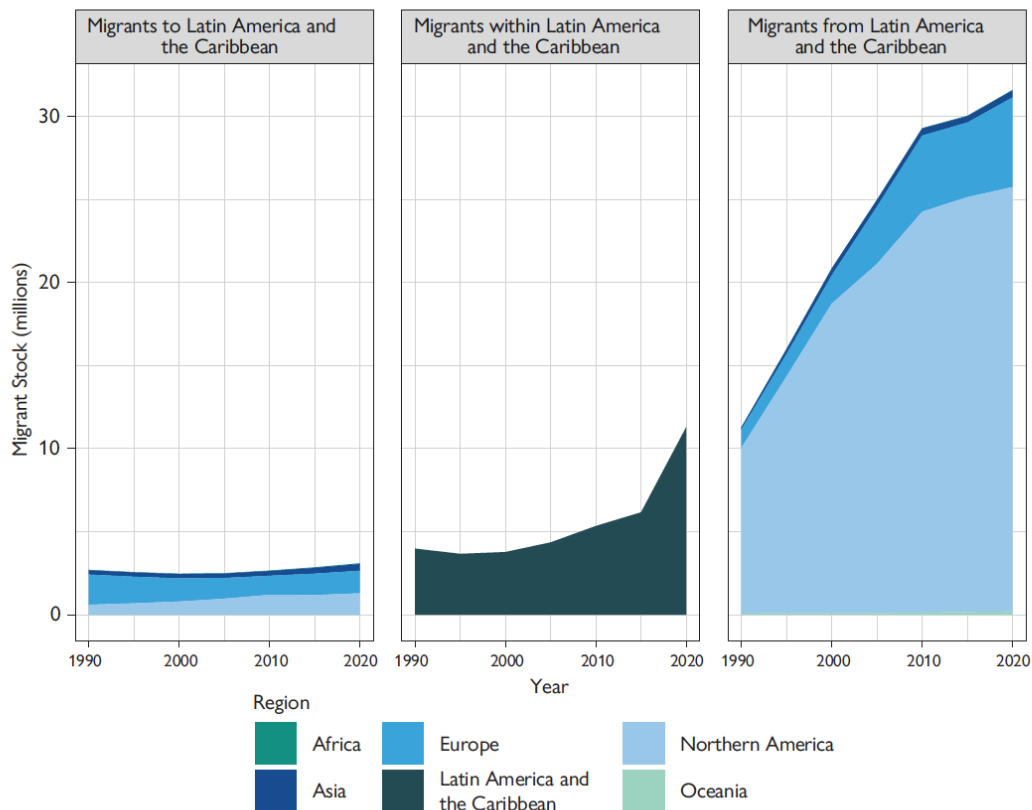 Migrants to Latin America and
the Caribbean
Migrants within Latin America
and the Caribbean
Migrants from Latin America
and the Caribbean
Migrant Stock (millions)
30
20
10
0
1990
2000
2010
2020
1990
2000
2010
2020
1990
2000
2010
2020
Year
Region
Africa
Europe
Northern America
Asia
Latin America and
the Caribbean
Oceania